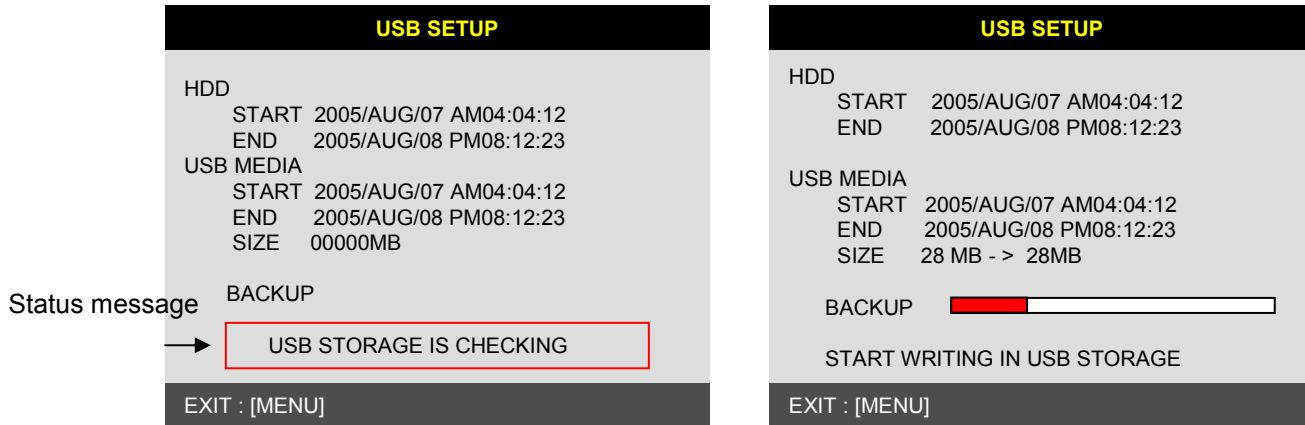 USB SETUP
HDD
START 2005/AUG/07 AM04:04:12
END 2005/AUG/08 PM08:12:23
USB MEDIA
START 2005/AUG/07 AM04:04:12
END 2005/AUG/08 PM08:12:23
SIZE 00000MB
BACKUP
Status message
USB STORAGE IS CHECKING
EXIT : [MENU]
USB SETUP
HDD
START 2005/AUG/07 AM04:04:12
END 2005/AUG/08 PM08:12:23
USB MEDIA
START 2005/AUG/07 AM04:04:12
END 2005/AUG/08 PM08:12:23
SIZE 28 MB - > 28MB
BACKUP
START WRITING IN USB STORAGE
EXIT : [MENU]